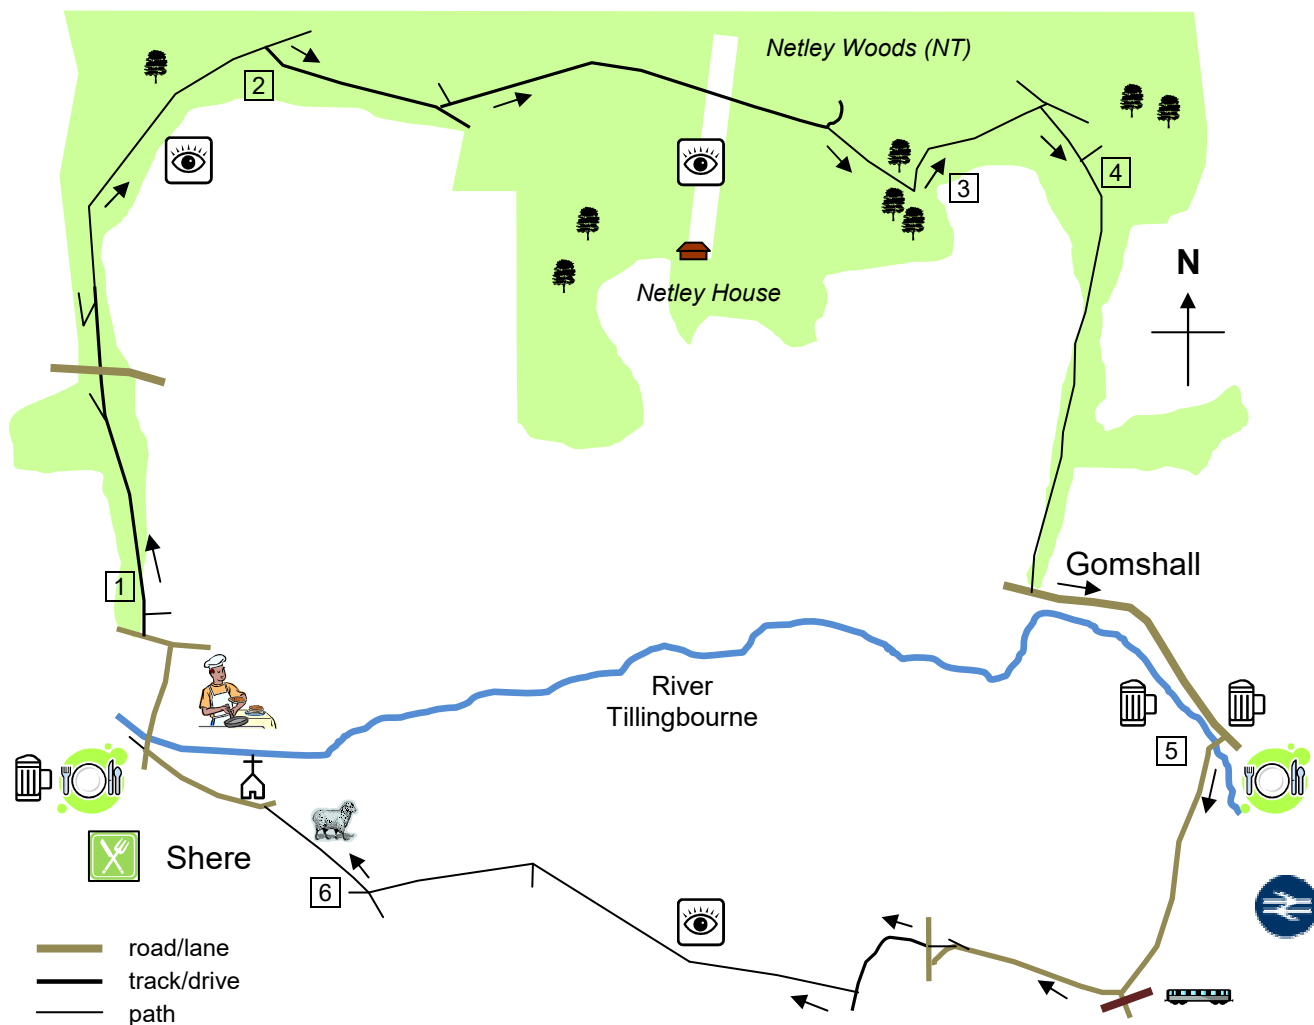 Netley Woods (NT)
2
3
4
N
Netley House
1
Gomshall
River
Tillingbourne
5
Shere
6
road/lane
track/drive
path